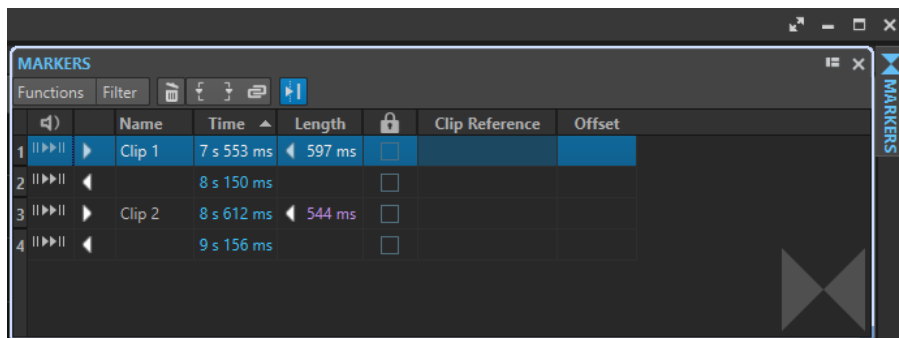 MARKERS
Functions Filter
Name Time Length Clip Reference Offset
1 Clip 1 7 s 553 ms 597 ms
2 8 s 150 ms
3 Clip 2 8 s 612 ms 544 ms
4 9 s 156 ms
MARKERS